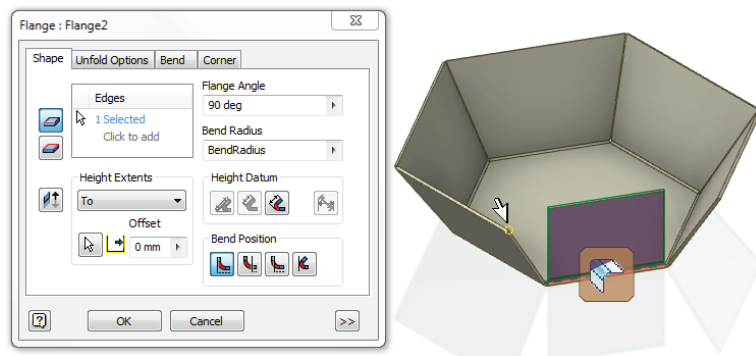 Flange : Flange2
Shape Unfold Options Bend Corner
Edges
1 Selected
Click to add
Flange Angle
90 deg
Bend Radius
BendRadius
Height Extents
To
Offset
0 mm
Height Datum
Bend Position
OK Cancel >>